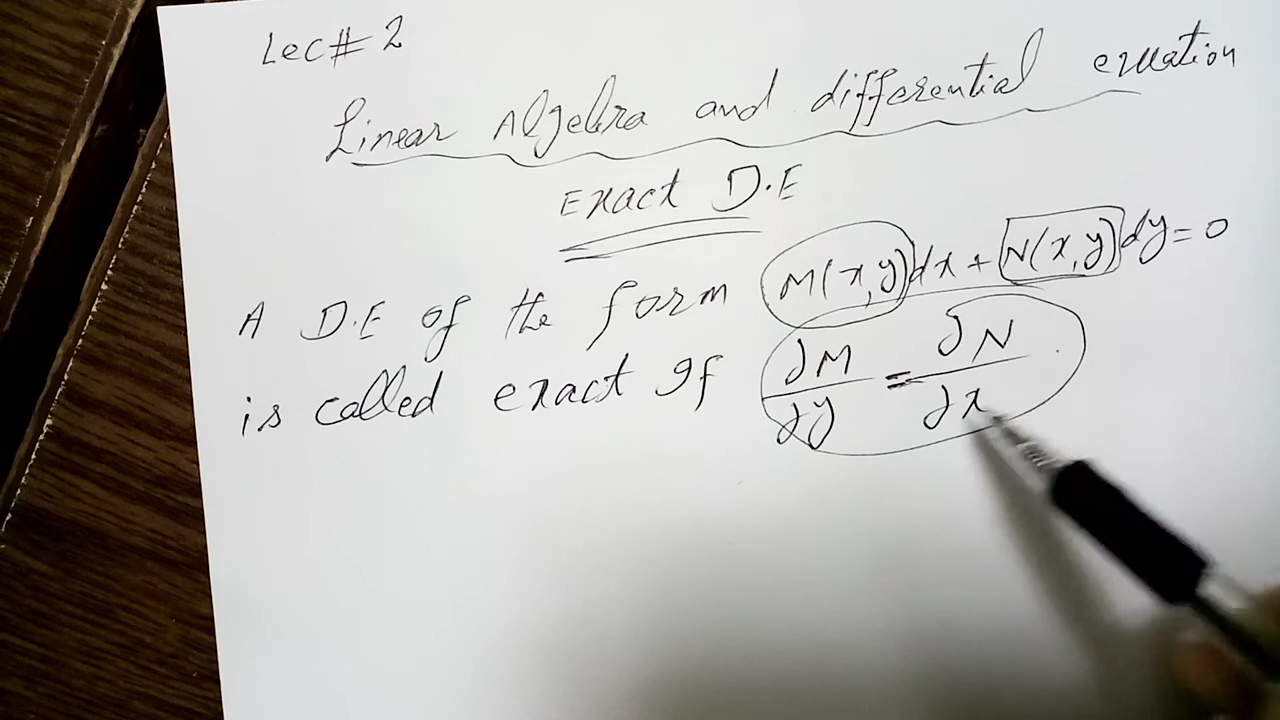 Lec# 2
Linear Algebra and differential equation
Exact D.E
A D.E of the form M(x,y)dx + N(x,y)dy = 0
is called exact If ∂M/∂y = ∂N/∂x